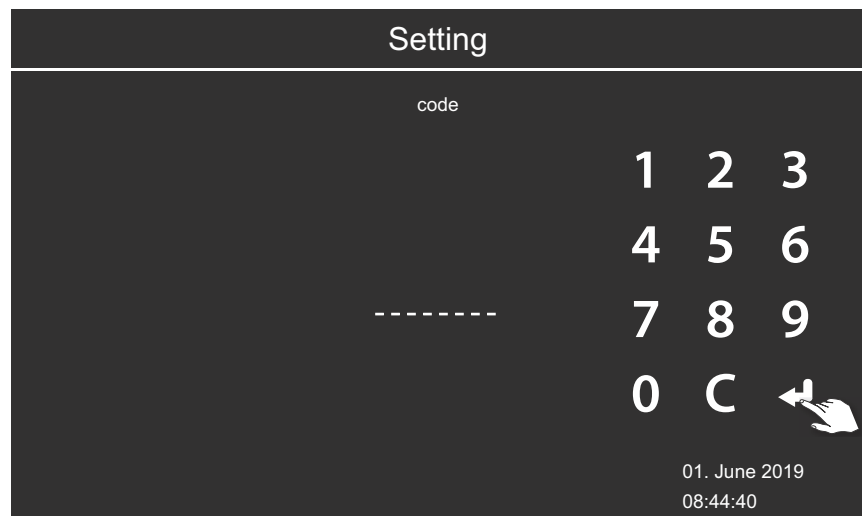 Setting
code
1 2 3
4 5 6
--------
7 8 9
0 C
01. June 2019
08:44:40